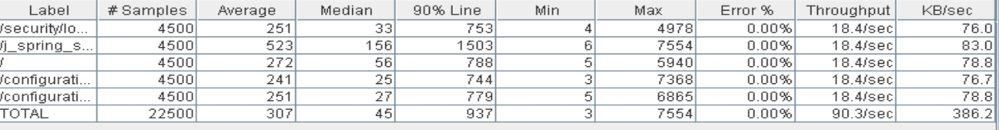 Label # Samples Average Median 90% Line Min Max Error % Throughput KB/sec
/security/lo... 4500 251 33 753 4 4978 0.00% 18.4/sec 76.0
/j_spring_s... 4500 523 156 1503 6 7554 0.00% 18.4/sec 83.0
/ 4500 272 56 788 5 5940 0.00% 18.4/sec 78.8
/configurati... 4500 241 25 744 3 7368 0.00% 18.4/sec 76.7
/configurati... 4500 251 27 779 5 6865 0.00% 18.4/sec 78.8
TOTAL 22500 307 45 937 3 7554 0.00% 90.3/sec 386.2